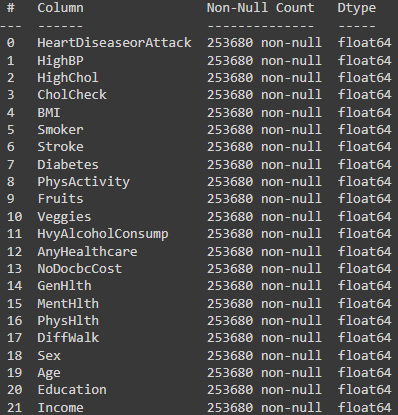 #   Column                Non-Null Count   Dtype
---  ------                --------------   -----
0   HeartDiseaseorAttack  253680 non-null  float64
1   HighBP                253680 non-null  float64
2   HighChol              253680 non-null  float64
3   CholCheck             253680 non-null  float64
4   BMI                   253680 non-null  float64
5   Smoker                253680 non-null  float64
6   Stroke                253680 non-null  float64
7   Diabetes              253680 non-null  float64
8   PhysActivity          253680 non-null  float64
9   Fruits                253680 non-null  float64
10  Veggies               253680 non-null  float64
11  HvyAlcoholConsump     253680 non-null  float64
12  AnyHealthcare         253680 non-null  float64
13  NoDocbcCost           253680 non-null  float64
14  GenHlth               253680 non-null  float64
15  MentHlth              253680 non-null  float64
16  PhysHlth              253680 non-null  float64
17  DiffWalk              253680 non-null  float64
18  Sex                   253680 non-null  float64
19  Age                   253680 non-null  float64
20  Education             253680 non-null  float64
21  Income                253680 non-null  float64